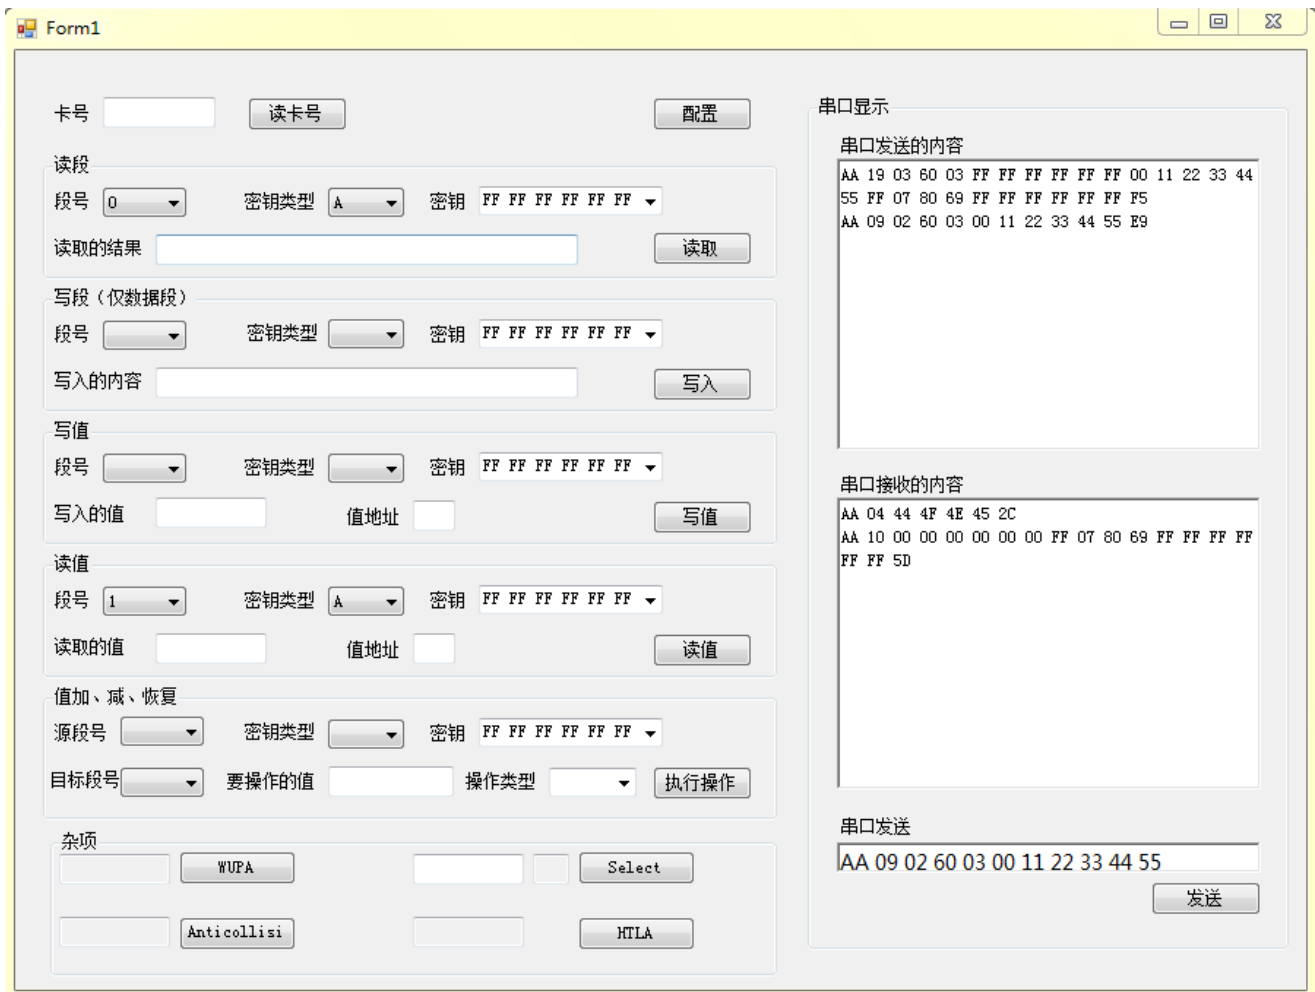 Form1
卡号 读卡号 配置
读段
段号 0 密钥类型 A 密钥 FF FF FF FF FF FF
读取的结果 读取
写段（仅数据段）
段号 密钥类型 密钥 FF FF FF FF FF FF
写入的内容 写入
写值
段号 密钥类型 密钥 FF FF FF FF FF FF
写入的值 值地址 写值
读值
段号 1 密钥类型 A 密钥 FF FF FF FF FF FF
读取的值 值地址 读值
值加、减、恢复
源段号 密钥类型 密钥 FF FF FF FF FF FF
目标段号 要操作的值 操作类型 执行操作
杂项
WUPA Select
Anticollisi HTLA
串口显示
串口发送的内容
AA 19 03 60 03 FF FF FF FF FF FF 00 11 22 33 44
55 FF 07 80 69 FF FF FF FF FF FF F5
AA 09 02 60 03 00 11 22 33 44 55 E9
串口接收的内容
AA 04 44 4F 4E 45 2C
AA 10 00 00 00 00 00 00 FF 07 80 69 FF FF FF FF
FF FF 5D
串口发送
AA 09 02 60 03 00 11 22 33 44 55
发送